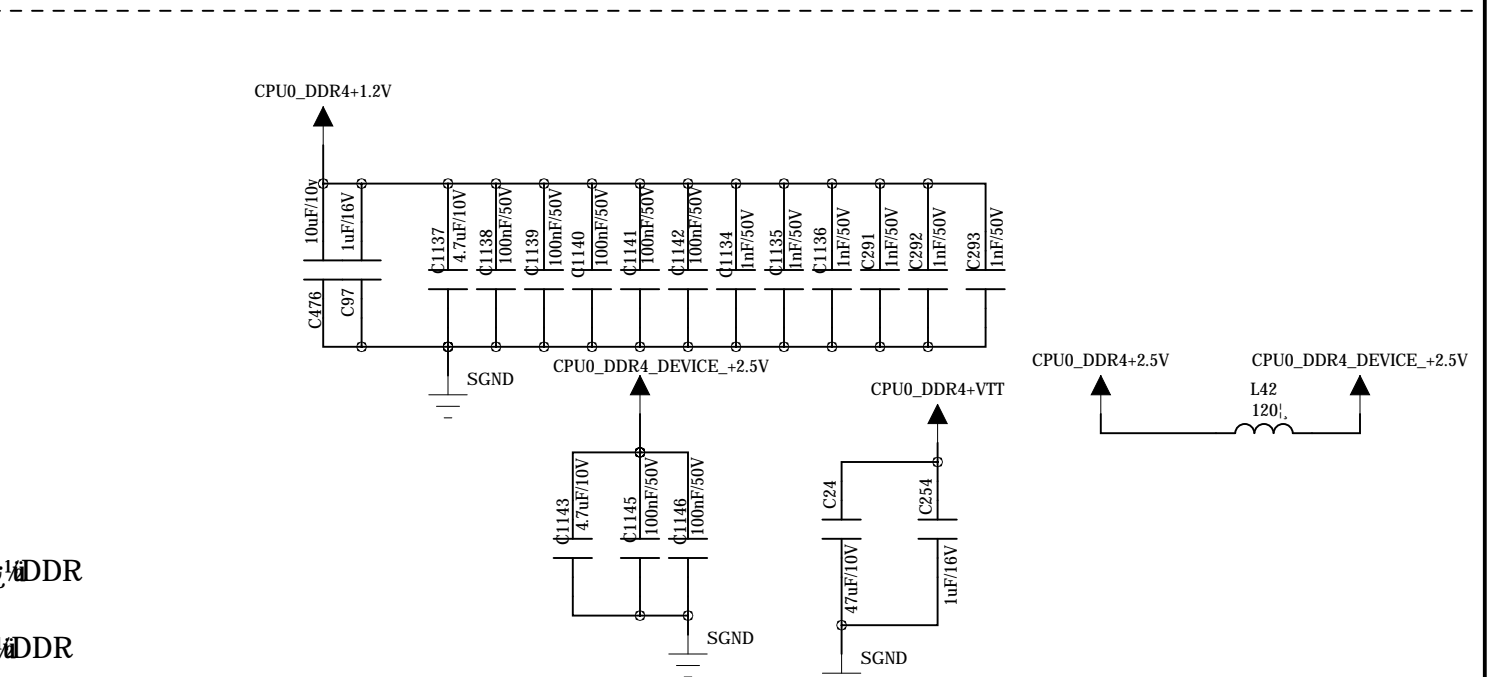 CPU0_DDR4+1.2V
10uF/10v
1uF/16V
C476
C97
C1137
4.7uF/10V
C1138
100nF/50V
C1139
100nF/50V
C1140
100nF/50V
C1141
100nF/50V
C1142
100nF/50V
C1134
1nF/50V
C1135
1nF/50V
C1136
1nF/50V
C291
1nF/50V
C292
1nF/50V
C293
1nF/50V
SGND
CPU0_DDR4_DEVICE_+2.5V
CPU0_DDR4+VTT
CPU0_DDR4+2.5V
CPU0_DDR4_DEVICE_+2.5V
L42
120¦¸
C1143
4.7uF/10V
C1145
100nF/50V
C1146
100nF/50V
SGND
C24
47uF/10V
C254
1uF/16V
SGND
DDR
DDR